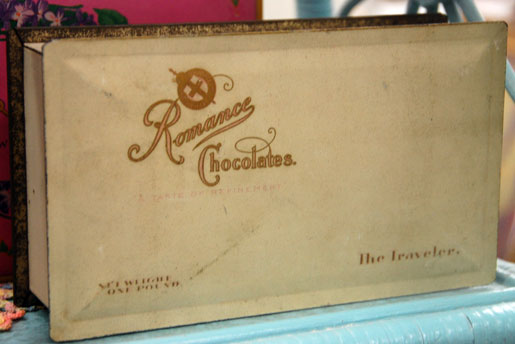 Romance
Chocolates.
A TASTE OF REFINEMENT
The Traveler.
NET WEIGHT
ONE POUND.